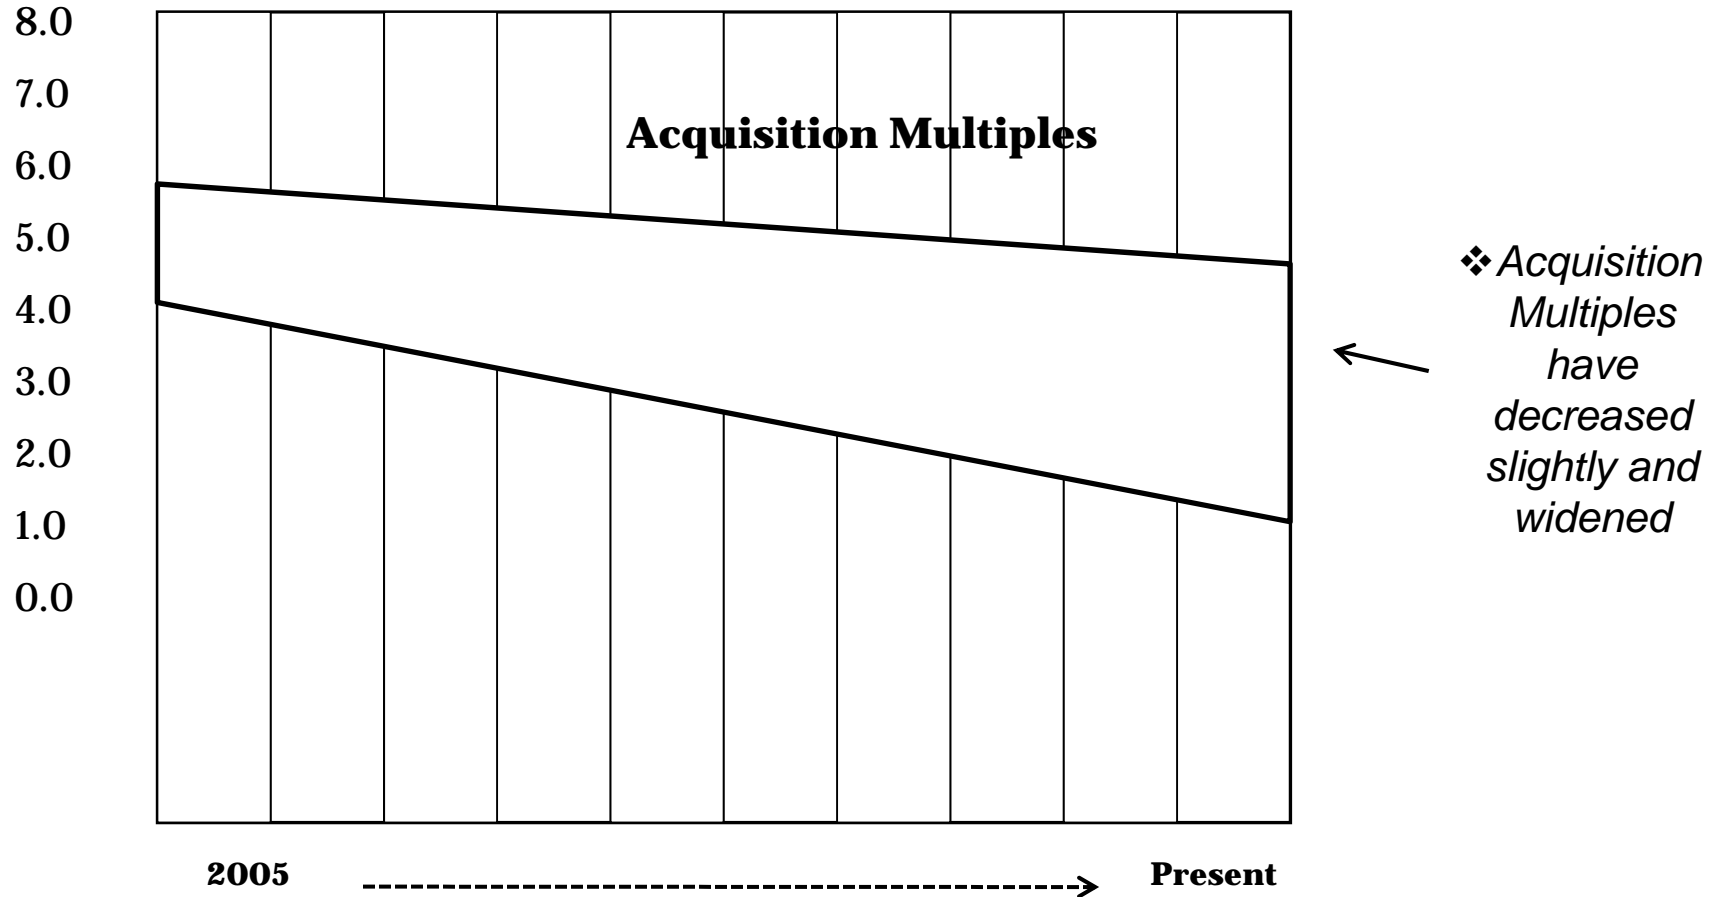 8.0
7.0
Acquisition Multiples
6.0
5.0
4.0
3.0
2.0
1.0
0.0
❖Acquisition
Multiples
have
decreased
slightly and
widened
2005
Present